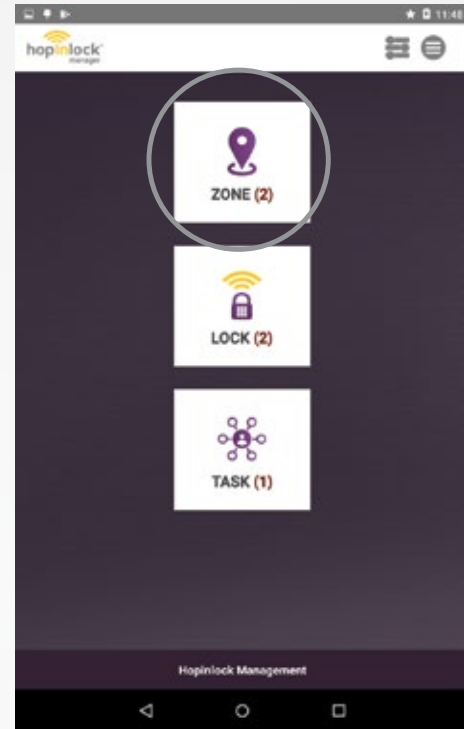 11:48
hopinlock
manager
ZONE (2)
LOCK (2)
TASK (1)
Hopinlock Management